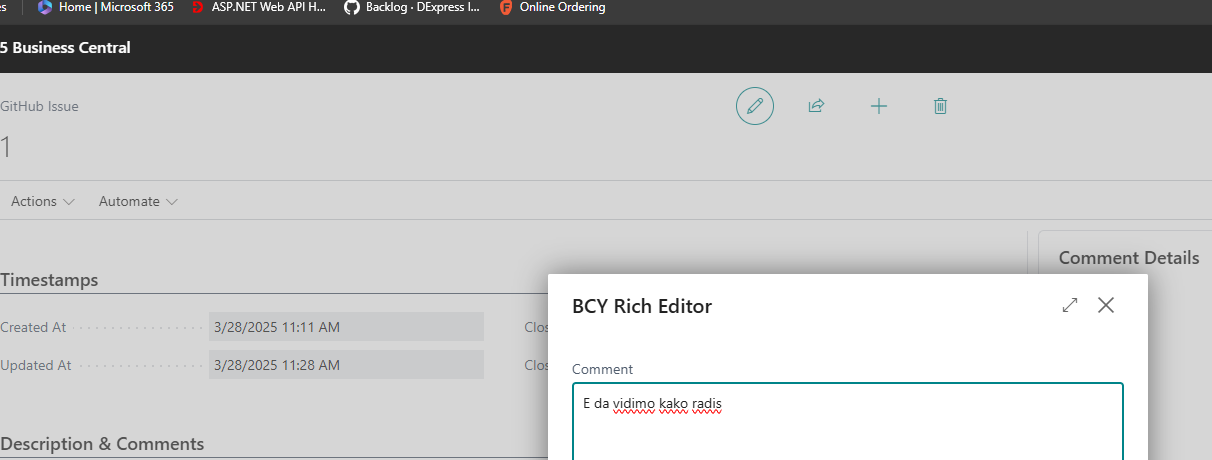 es
Home | Microsoft 365
ASP.NET Web API H...
Backlog · DExpress I...
Online Ordering
5 Business Central
GitHub Issue
1
Actions
Automate
Timestamps
Created At
3/28/2025 11:11 AM
Clos
Updated At
3/28/2025 11:28 AM
Clos
Description & Comments
Comment Details
BCY Rich Editor
Comment
E da vidimo kako radis